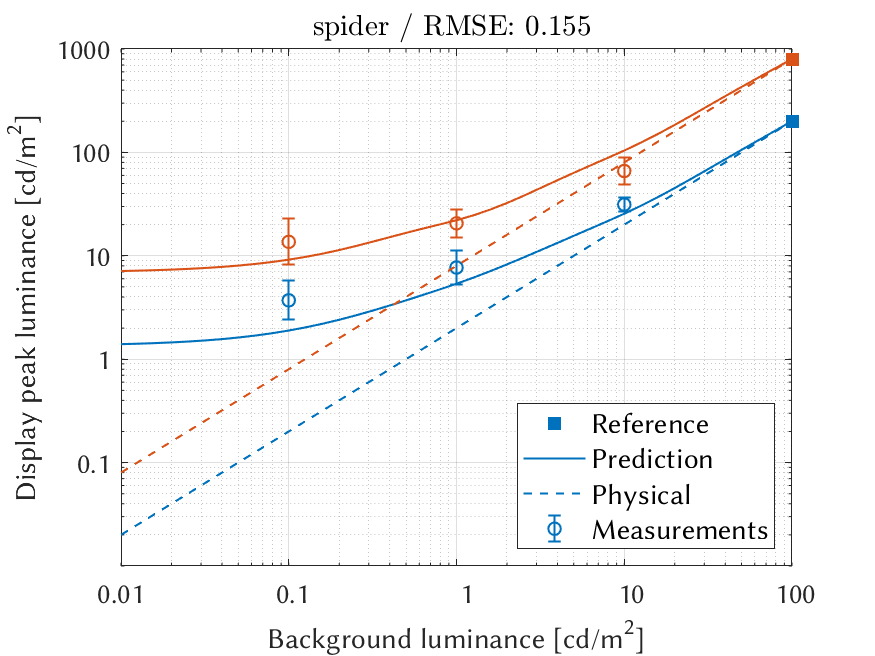 spider / RMSE: 0.155
1000
100
10
1
0.1
Display peak luminance [cd/m²]
Reference
Prediction
Physical
Measurements
0.01
0.1
1
10
100
Background luminance [cd/m²]